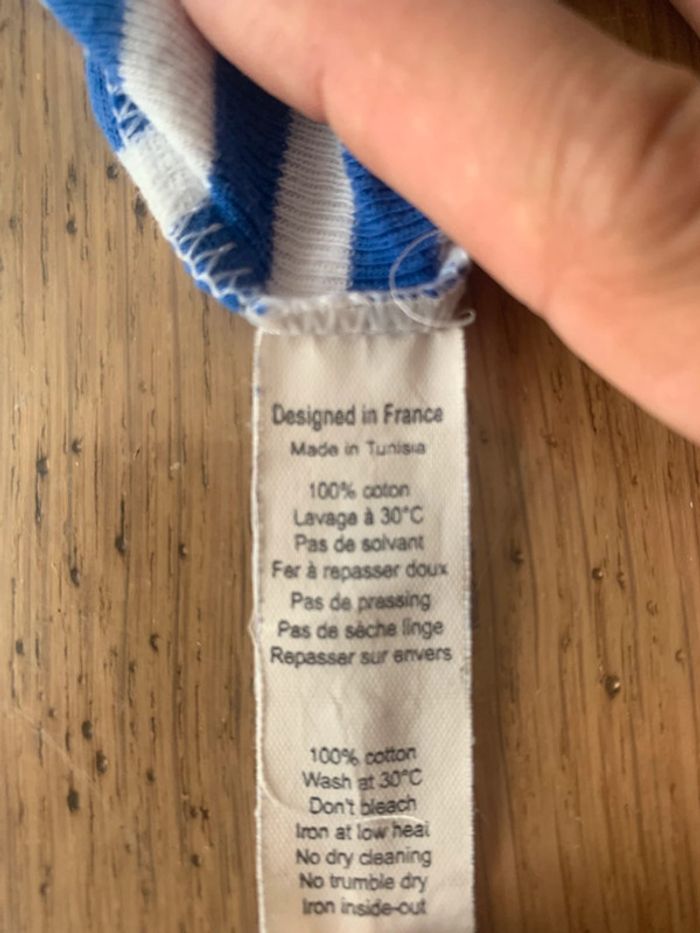 Designed in France
Made in Tunisia
100% coton
Lavage à 30°C
Pas de solvant
Fer à repasser doux
Pas de pressing
Pas de sèche linge
Repasser sur envers
100% cotton
Wash at 30°C
Don't bleach
Iron at low heat
No dry cleaning
No trumble dry
Iron inside-out